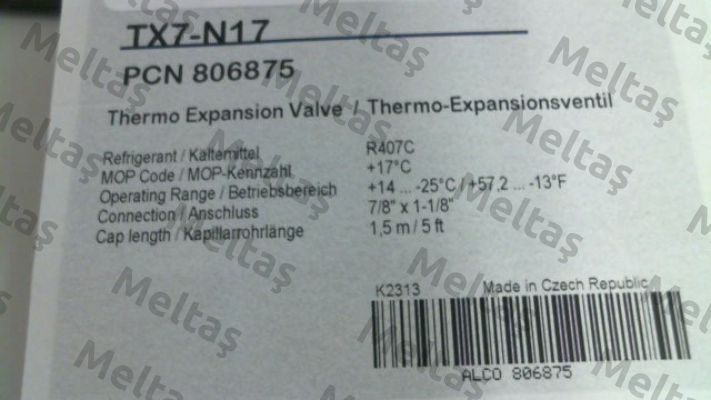 TX7-N17
PCN 806875
Thermo Expansion Valve / Thermo-Expansionsventil
Refrigerant / Kältemittel R407C
MOP Code / MOP-Kennzahl +17°C
Operating Range / Betriebsbereich +14 ... -25°C / +57,2 ... -13°F
Connection / Anschluss 7/8" x 1-1/8"
Cap length / Kapillarrohrlänge 1,5 m / 5 ft
K2313 Made in Czech Republic
ALCO 806875
Meltaş